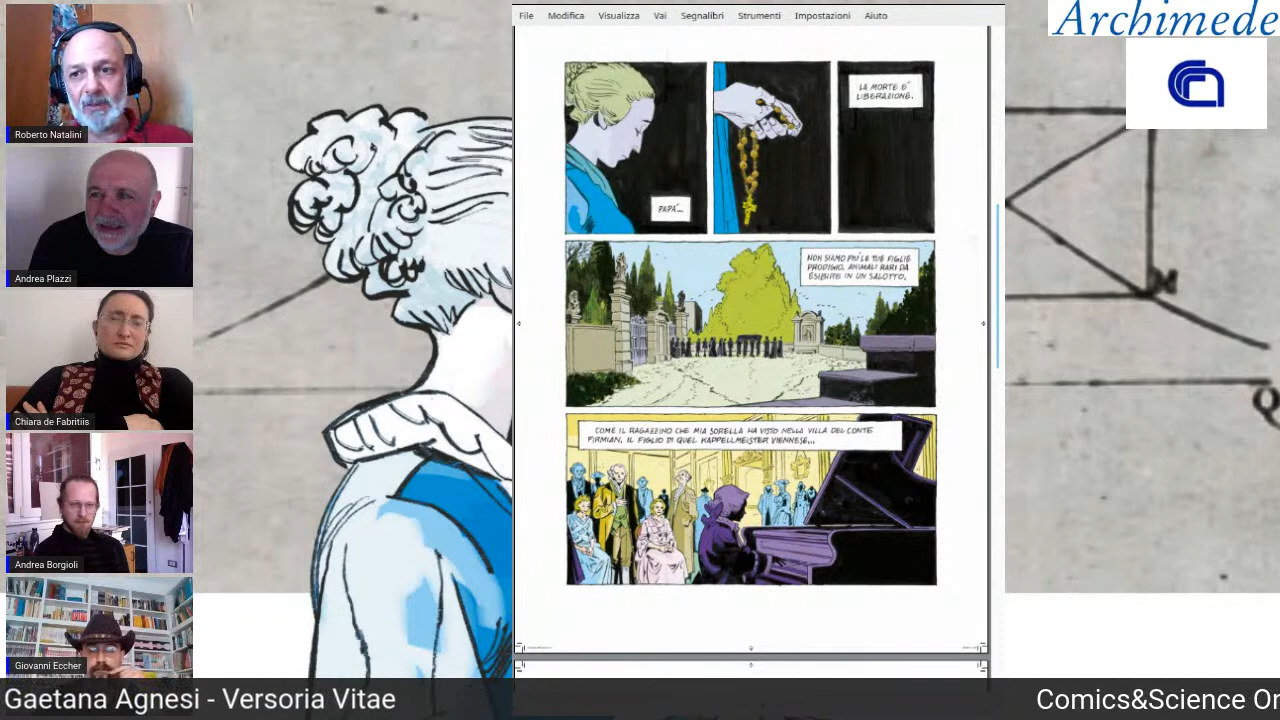 Roberto Natalini
Andrea Plazzi
Chiara de Fabritiis
Andrea Borgioli
Giovanni Eccher
File Modifica Visualizza Vai Segnalibri Strumenti Impostazioni Aiuto
PAPÀ...
LA MORTE E'
LIBERAZIONE.
NON SIAMO PIU' LE TUE FIGLIE
PRODIGIO, ANIMALI RARI DA
ESIBIRE IN UN SALOTTO.
COME IL RAGAZZINO CHE MIA SORELLA HA VISTO NELLA VILLA DEL CONTE
FIRMIAN, IL FIGLIO DI QUEL KAPPELLMEISTER VIENNESE...
Archimede
M
Q
Gaetana Agnesi - Versoria Vitae
Comics&Science On